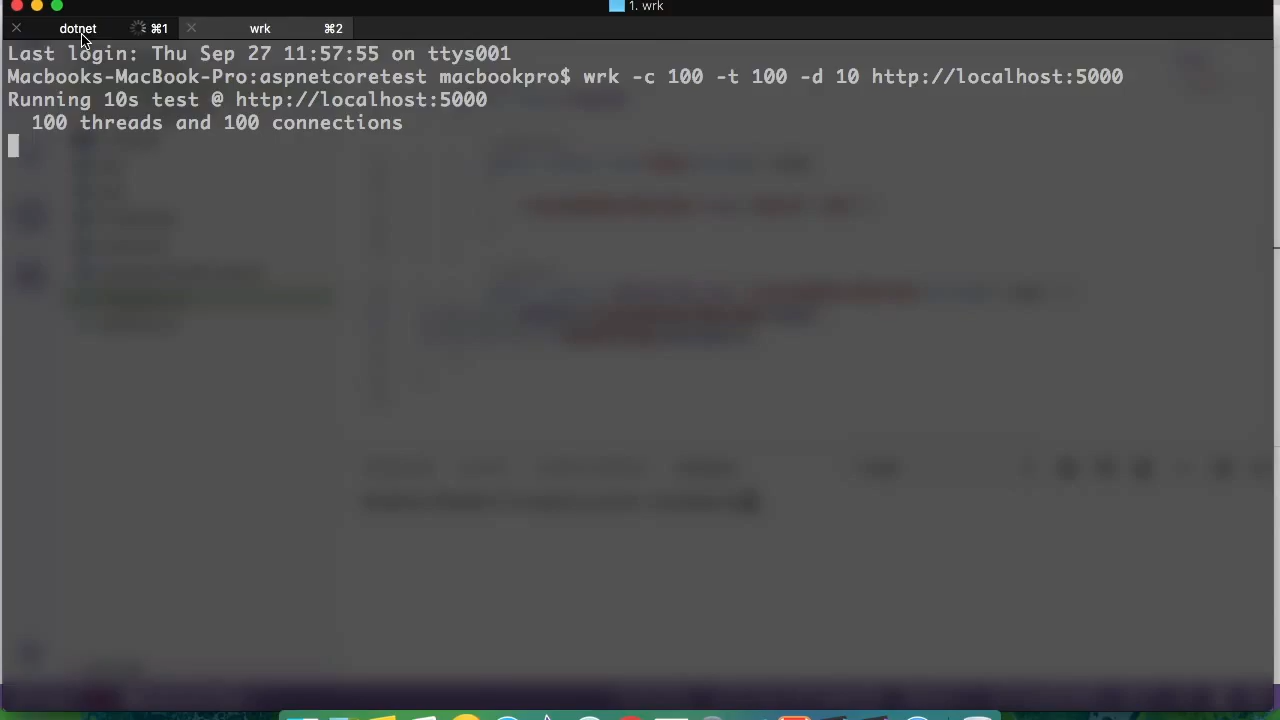 1. wrk
dotnet ⌘1 wrk ⌘2
Last login: Thu Sep 27 11:57:55 on ttys001
Macbooks-MacBook-Pro:aspnetcoretest macbookpro$ wrk -c 100 -t 100 -d 10 http://localhost:5000
Running 10s test @ http://localhost:5000
100 threads and 100 connections